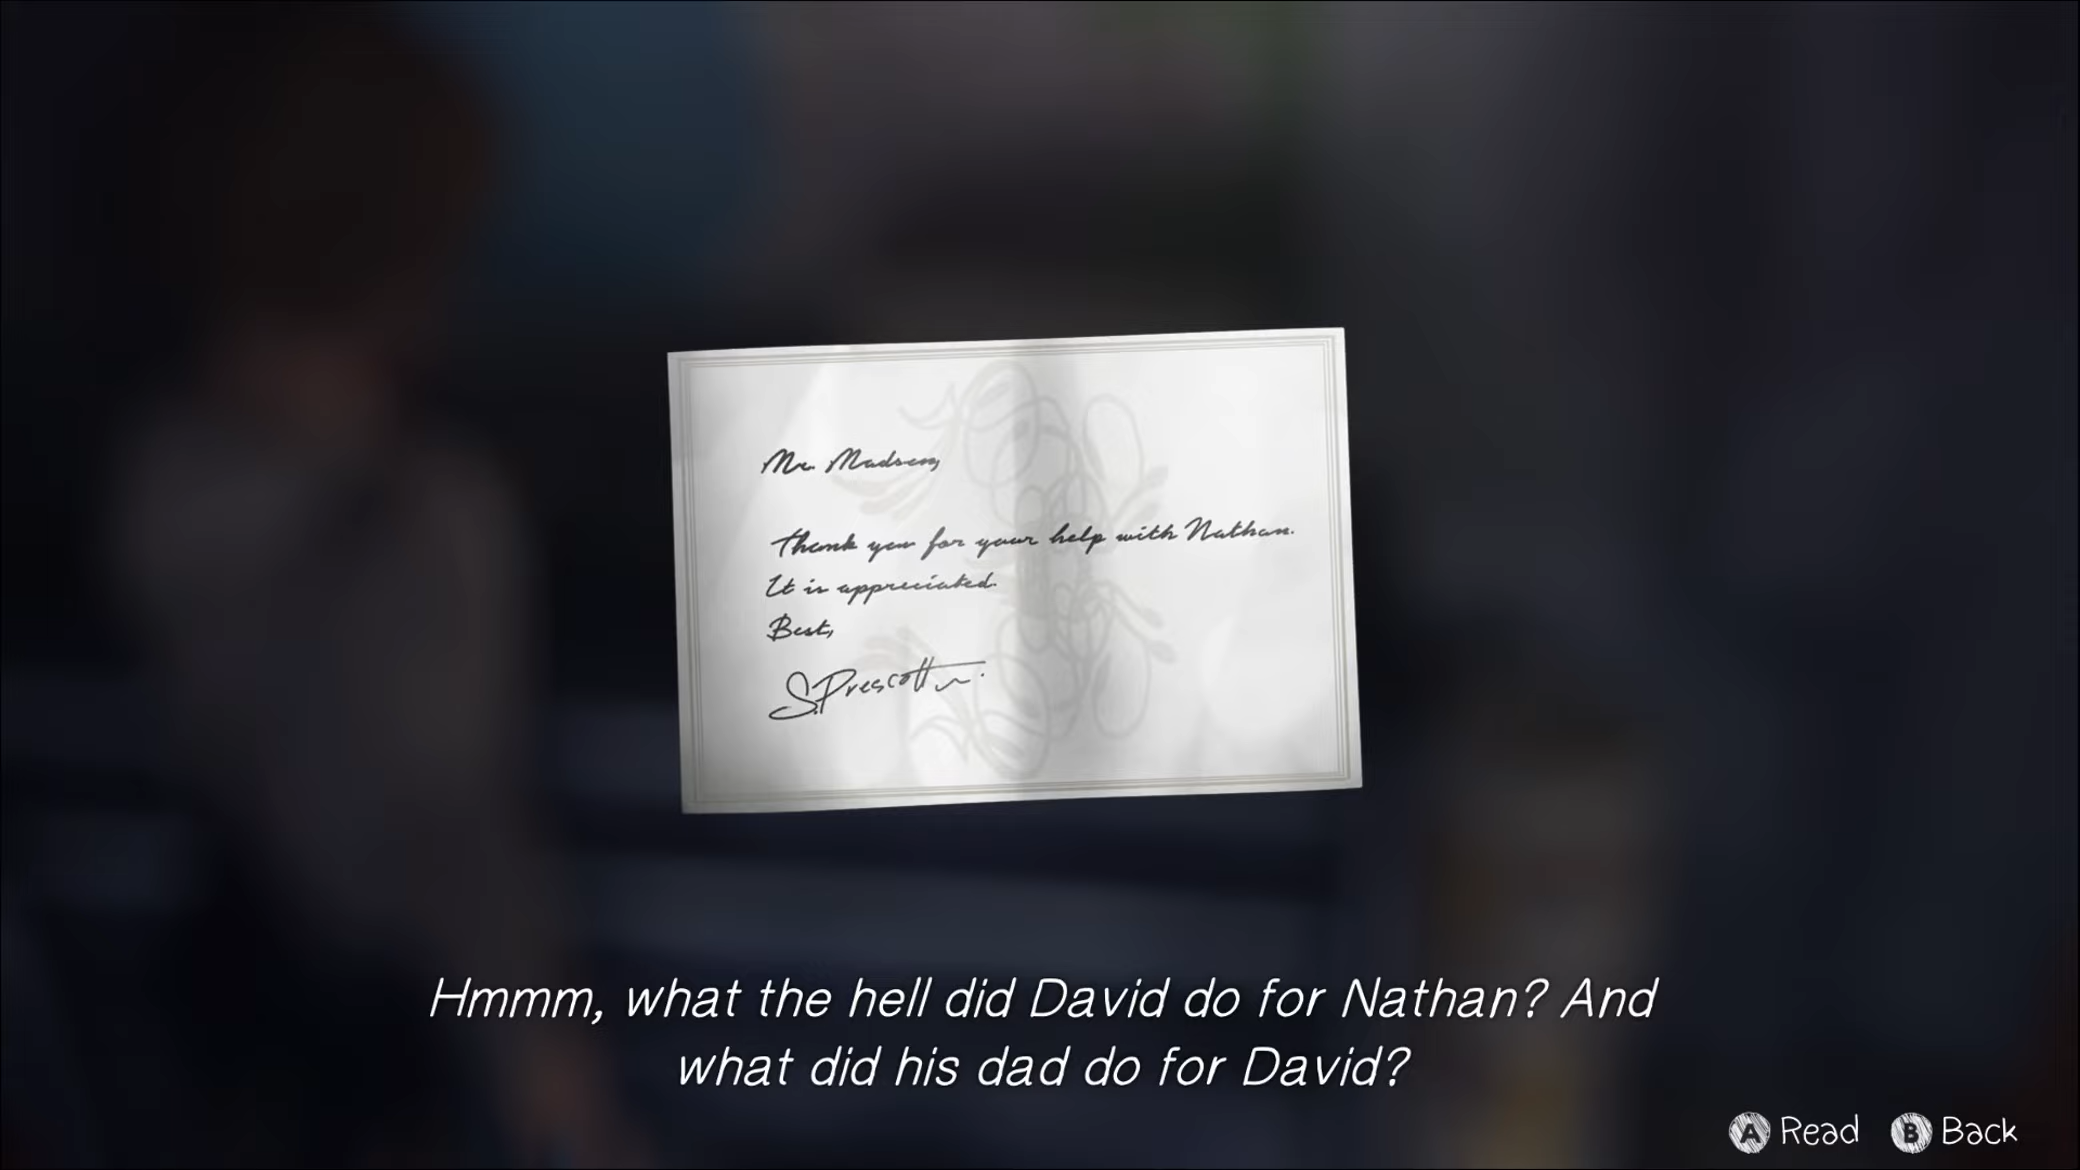 Mr. Madsen,
Thank you for your help with Nathan.
It is appreciated.
Best,
S.Prescott
Hmmm, what the hell did David do for Nathan? And
what did his dad do for David?
A Read B Back